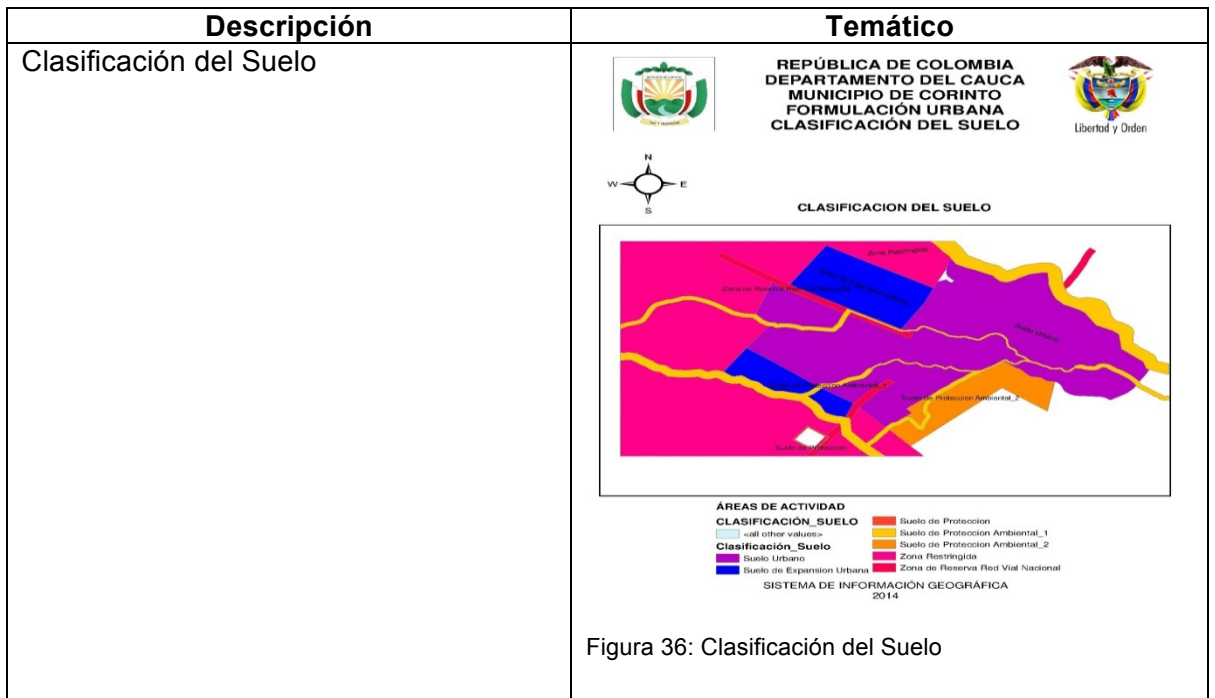 Descripción
Temático
Clasificación del Suelo
REPÚBLICA DE COLOMBIA
DEPARTAMENTO DEL CAUCA
MUNICIPIO DE CORINTO
FORMULACIÓN URBANA
CLASIFICACIÓN DEL SUELO
Libertad y Orden
N
W
E
S
CLASIFICACION DEL SUELO
Zona Restringida
Zona de Reserva Red
Suelo Urbano
Suelo de Proteccion Ambiental_2
Suelo de Proteccion
ÁREAS DE ACTIVIDAD
CLASIFICACIÓN_SUELO
<all other values>
Clasificación_Suelo
Suelo Urbano
Suelo de Expansion Urbana
Suelo de Proteccion
Suelo de Proteccion Ambiental_1
Suelo de Proteccion Ambiental_2
Zona Restringida
Zona de Reserva Red Vial Nacional
SISTEMA DE INFORMACIÓN GEOGRÁFICA
2014
Figura 36: Clasificación del Suelo